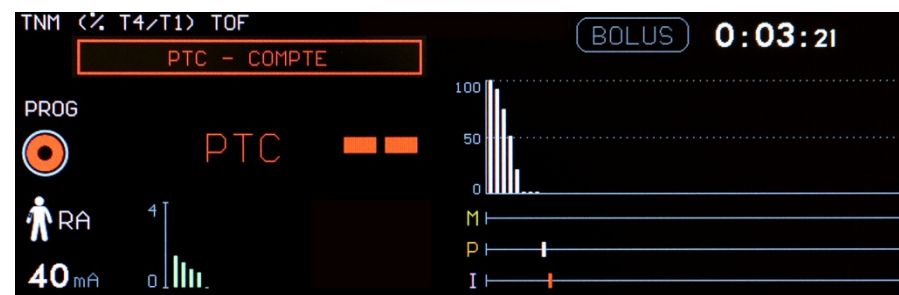 TNM (% T4/T1) TOF
BOLUS 0:03:21
PTC - COMPTE
PROG
PTC
100
50
0
RA
4
0
40 mA
M
P
I